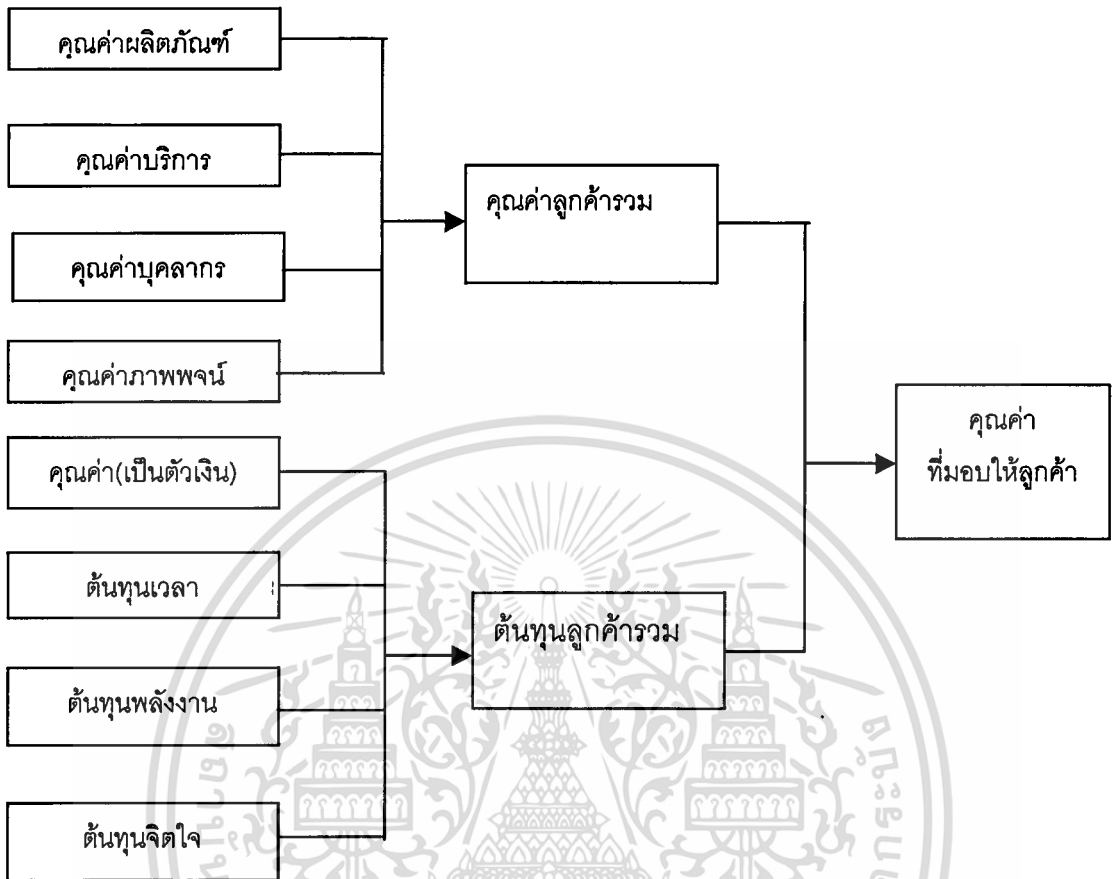 คุณค่าผลิตภัณฑ์
คุณค่าบริการ
คุณค่าบุคลากร
คุณค่าภาพพจน์
คุณค่า(เป็นตัวเงิน)
ต้นทุนเวลา
ต้นทุนพลังงาน
ต้นทุนจิตใจ
คุณค่าลูกค้ารวม
ต้นทุนลูกค้ารวม
คุณค่า
ที่มอบให้ลูกค้า